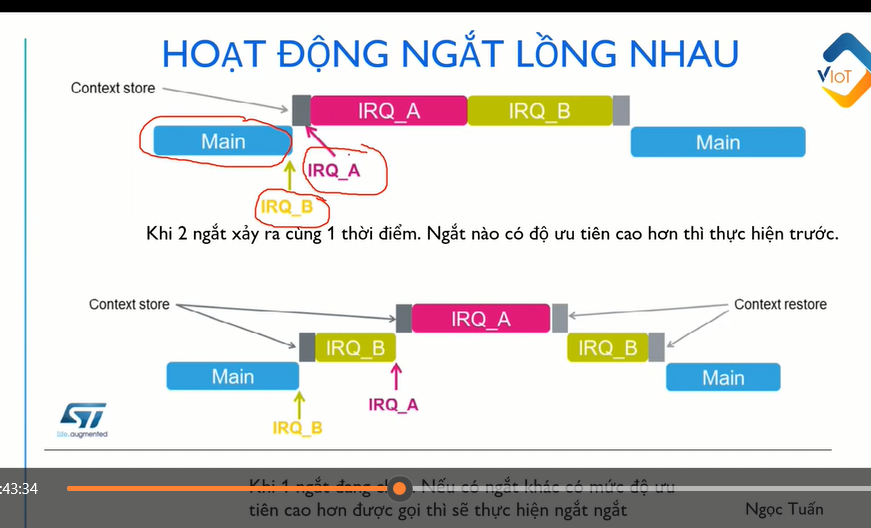 HOẠT ĐỘNG NGẮT LỒNG NHAU
VIoT
Context store
IRQ_A
IRQ_B
Main
Main
IRQ_A
IRQ_B
Khi 2 ngắt xảy ra cùng 1 thời điểm. Ngắt nào có độ ưu tiên cao hơn thì thực hiện trước.
Context store
Context restore
IRQ_A
IRQ_B
IRQ_B
Main
Main
IRQ_A
IRQ_B
life.augmented
:43:34
Khi 1 ngắt đang Nếu có ngắt khác có mức độ ưu
tiên cao hơn được gọi thì sẽ thực hiện ngắt ngắt
Ngọc Tuấn